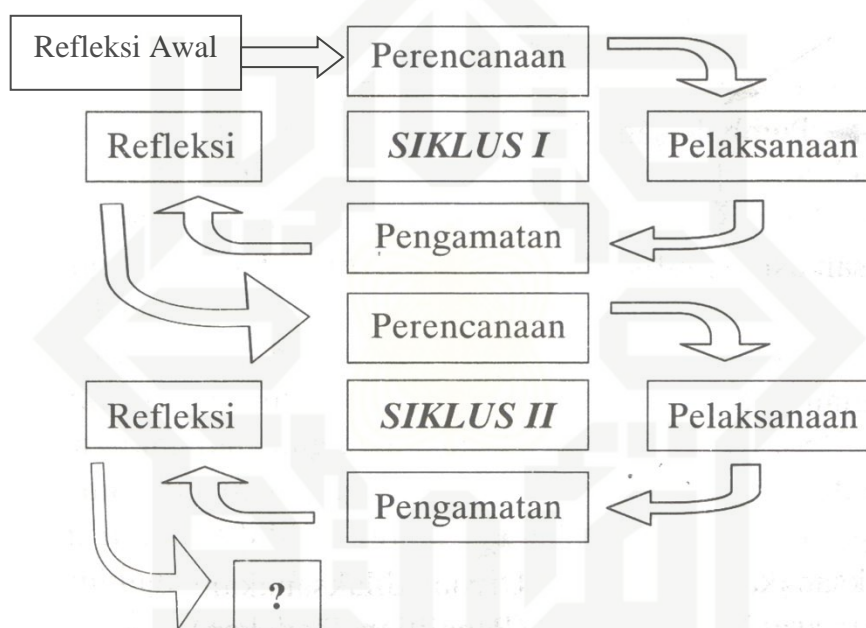 Refleksi Awal
Perencanaan
Refleksi
SIKLUS I
Pelaksanaan
Pengamatan
Perencanaan
Refleksi
SIKLUS II
Pelaksanaan
Pengamatan
?